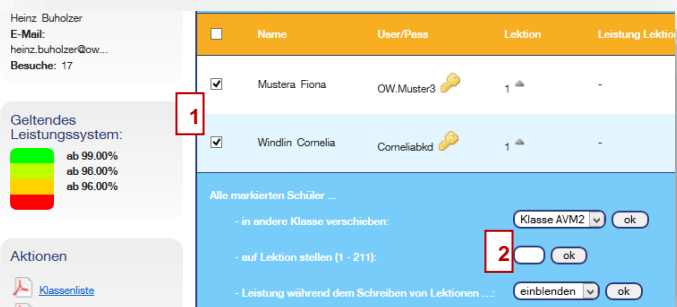 Heinz Buholzer
E-Mail:
heinz.buholzer@ow...
Besuche: 17
Geltendes
Leistungssystem:
ab 99.00%
ab 98.00%
ab 96.00%
Aktionen
Klassenliste
Name User/Pass Lektion Leistung Lektio
1
Mustera Fiona OW.Muster3 1 -
Windlin Cornelia Corneliabkd 1 -
Alle markierten Schüler ...
- in andere Klasse verschieben: Klasse AVM2 ok
- auf Lektion stellen (1 - 211): 2 ok
- Leistung während dem Schreiben von Lektionen ...: einblenden ok